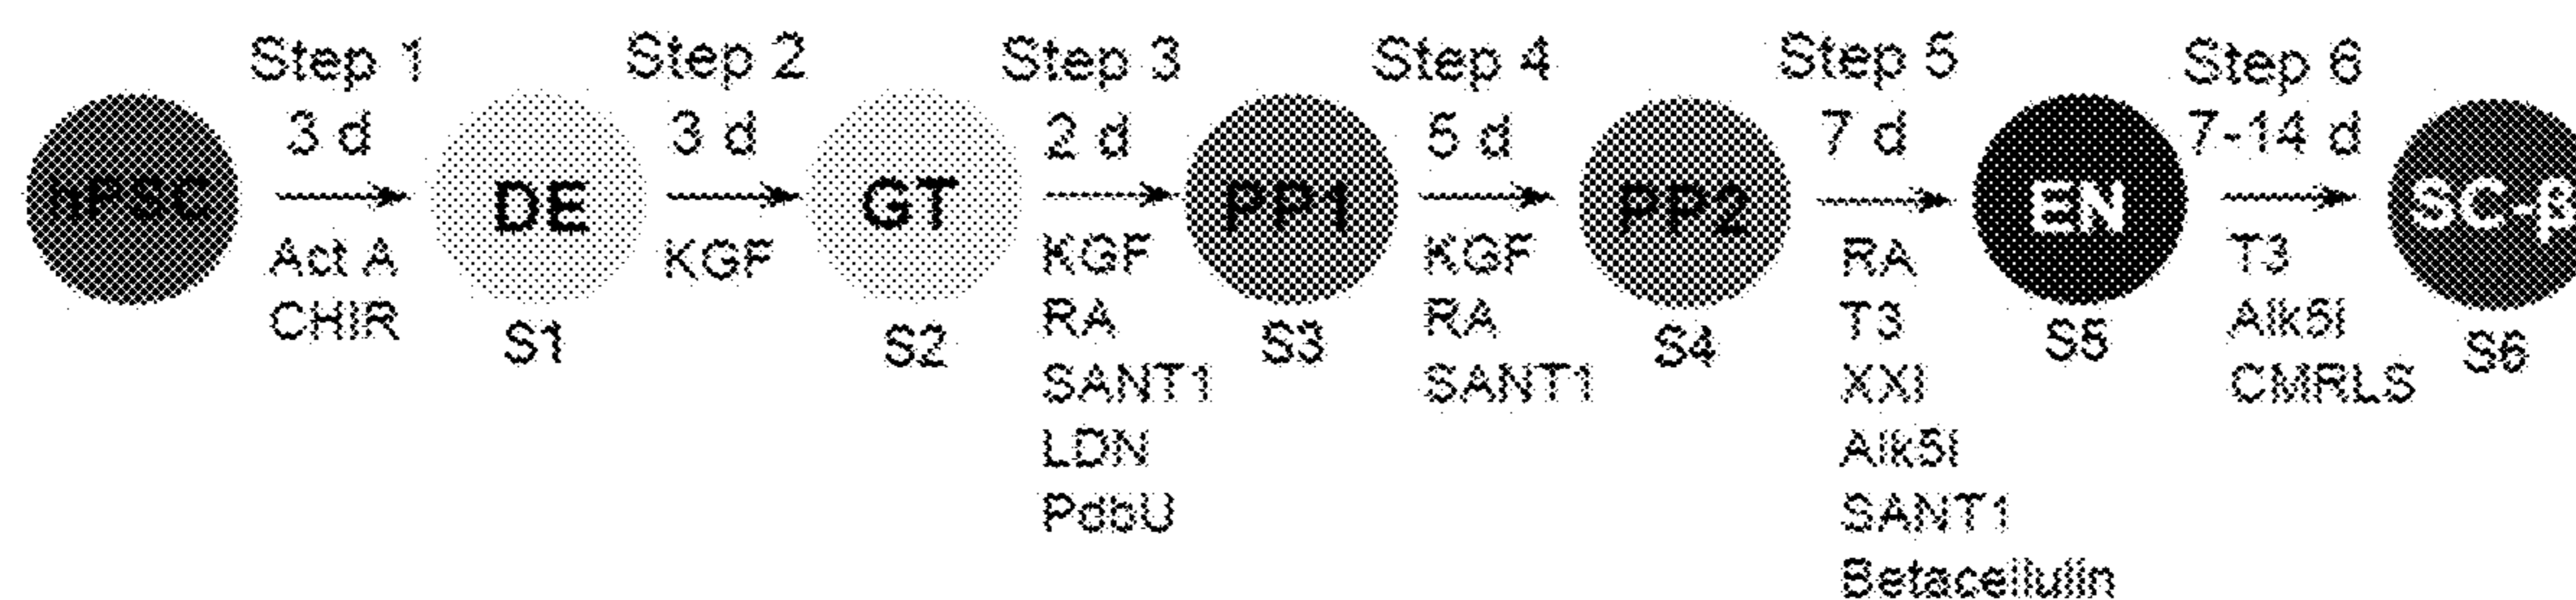 Step 1
3 d
Act A
CHIR
Step 2
3 d
KGF
Step 3
2 d
KGF
RA
SANT1
LDN
PdbU
Step 4
5 d
KGF
RA
SANT1
Step 5
7 d
RA
T3
XXI
Alk5i
SANT1
Betacellulin
Step 6
7-14 d
T3
Alk5i
CMRLS
hPSC
DE
S1
GT
S2
PP1
S3
PP2
S4
EN
S5
SC-β
S6